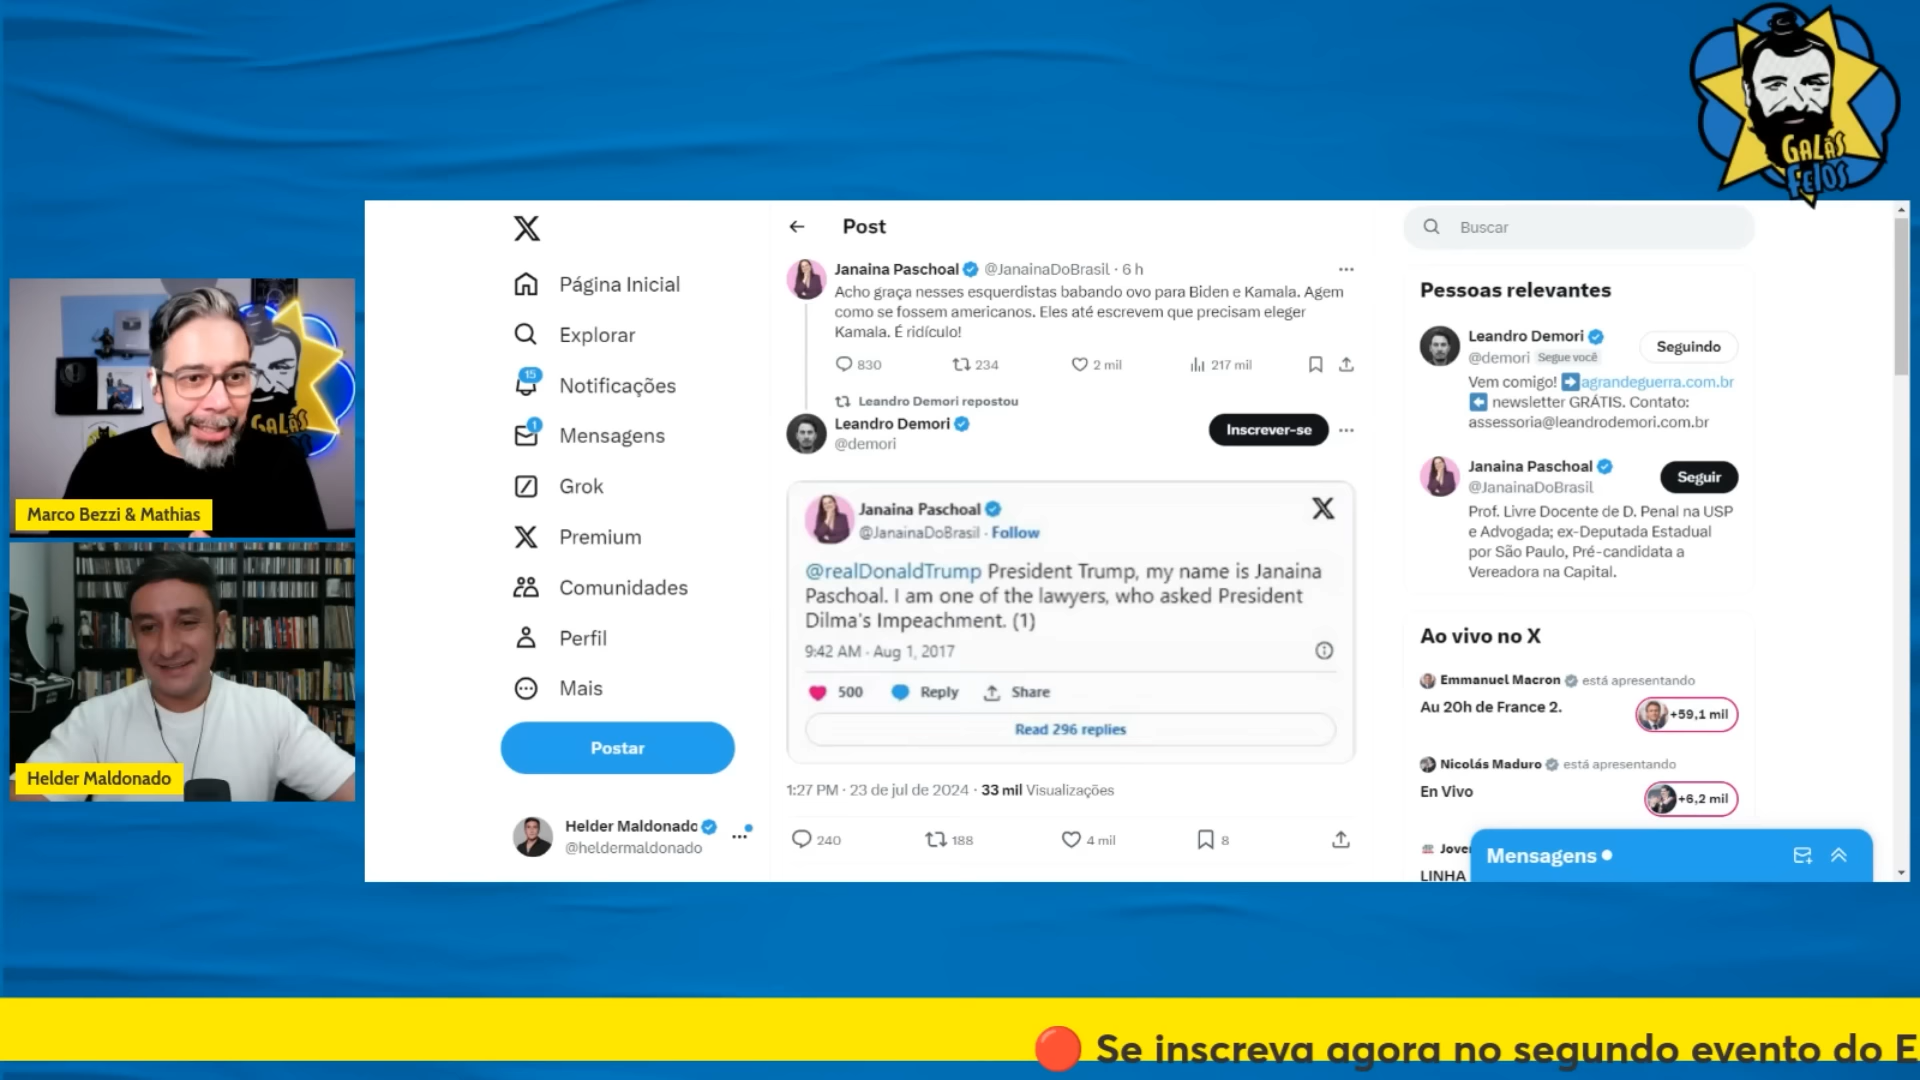 GALÃS
FEIOS
GALÃS
Marco Bezzi & Mathias
Helder Maldonado
Página Inicial
Explorar
15
Notificações
1
Mensagens
Grok
Premium
Comunidades
Perfil
Mais
Postar
Helder Maldonado
@heldermaldonado
Post
Janaina Paschoal @JanainaDoBrasil · 6 h
Acho graça nesses esquerdistas babando ovo para Biden e Kamala. Agem
como se fossem americanos. Eles até escrevem que precisam eleger
Kamala. É ridículo!
830 234 2 mil 217 mil
Leandro Demori repostou
Leandro Demori
@demori
Inscrever-se
Janaina Paschoal
@JanainaDoBrasil · Follow
@realDonaldTrump President Trump, my name is Janaina
Paschoal. I am one of the lawyers, who asked President
Dilma's Impeachment. (1)
9:42 AM · Aug 1, 2017
500 Reply Share
Read 296 replies
1:27 PM · 23 de jul de 2024 · 33 mil Visualizações
240 188 4 mil 8
Buscar
Pessoas relevantes
Leandro Demori
@demori Segue você
Seguindo
Vem comigo! ➡️agrandeguerra.com.br
⬅️ newsletter GRÁTIS. Contato:
assessoria@leandrodemori.com.br
Janaina Paschoal
@JanainaDoBrasil
Seguir
Prof. Livre Docente de D. Penal na USP
e Advogada; ex-Deputada Estadual
por São Paulo, Pré-candidata a
Vereadora na Capital.
Ao vivo no X
Emmanuel Macron está apresentando
Au 20h de France 2.
+59,1 mil
Nicolás Maduro está apresentando
En Vivo
+6,2 mil
Jove
LINHA
Mensagens
Se inscreva agora no segundo evento do E